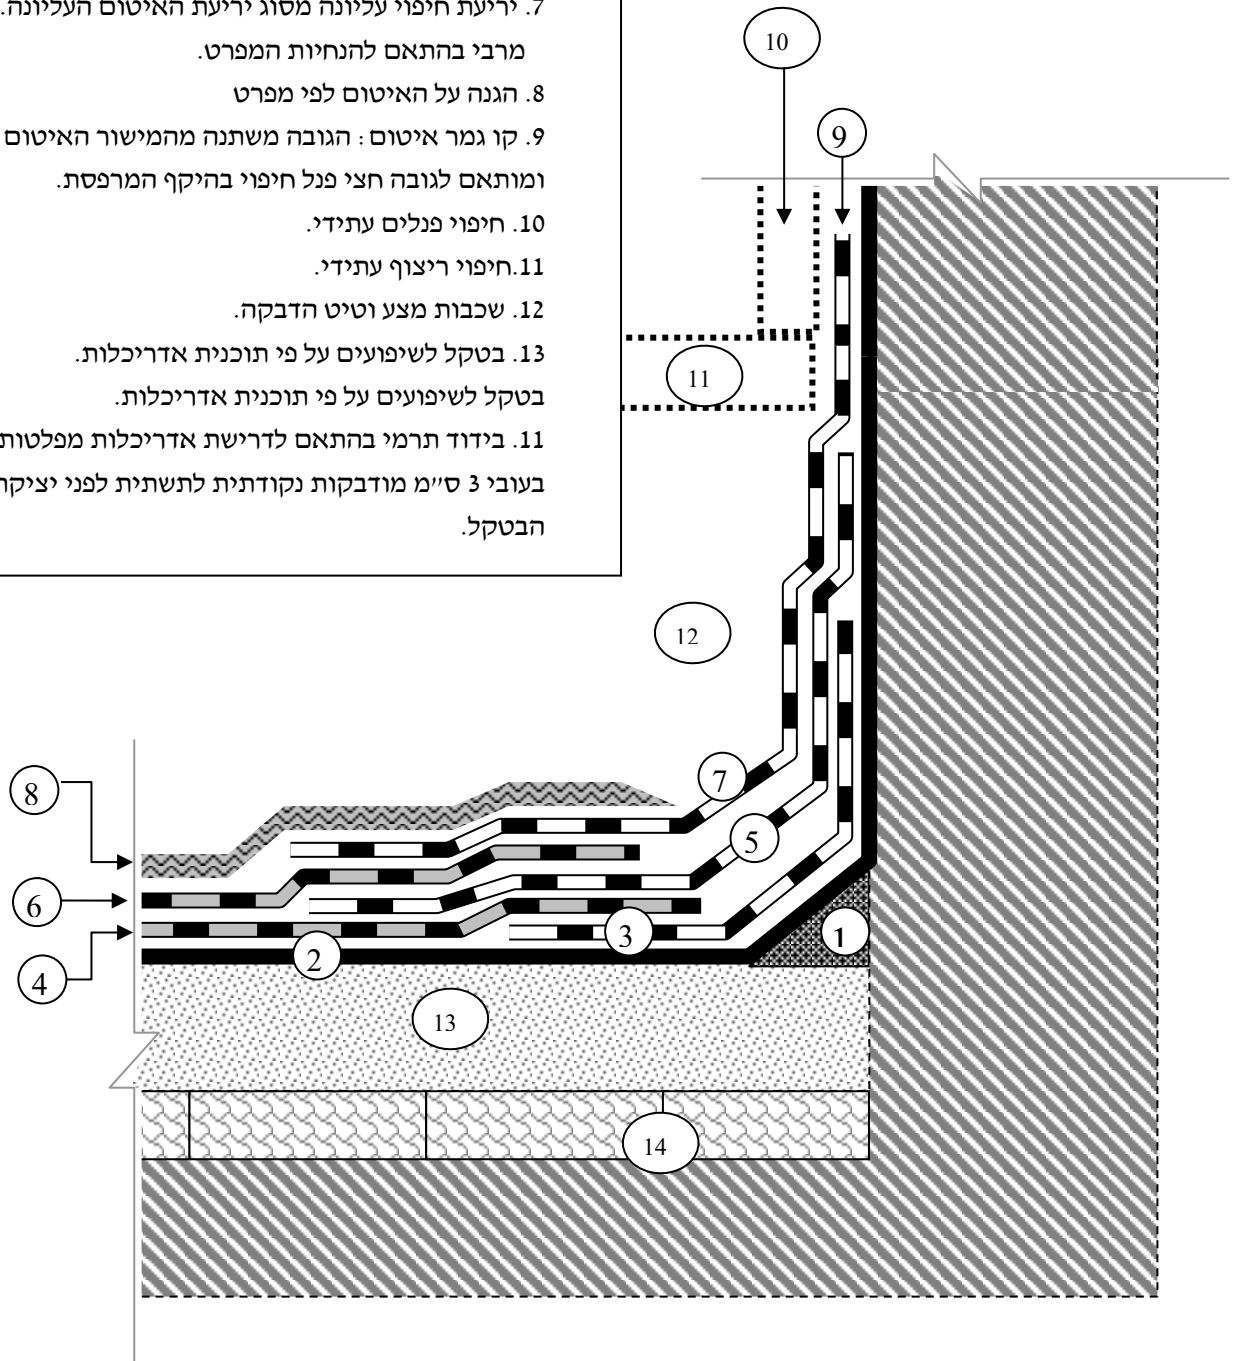 7. יריעת חיפוי עליונה מסוג יריעת האיטום העליונה.
מרבי בהתאם להנחיות המפרט.
8. הגנה על האיטום לפי מפרט
9. קו גמר איטום: הגובה משתנה מהמישור האיטום
ומותאם לגובה חצי פנל חיפוי בהיקף המרפסת.
10. חיפוי פנלים עתידי.
11.חיפוי ריצוף עתידי.
12. שכבות מצע וטיט הדבקה.
13. בטקל לשיפועים על פי תוכנית אדריכלות.
בטקל לשיפועים על פי תוכנית אדריכלות.
11. בידוד תרמי בהתאם לדרישת אדריכלות מפלטות
בעובי 3 ס״מ מודבקות נקודתית לתשתית לפני יציקת
הבטקל.
10
9
11
12
7
8
5
6
3
1
2
4
13
14